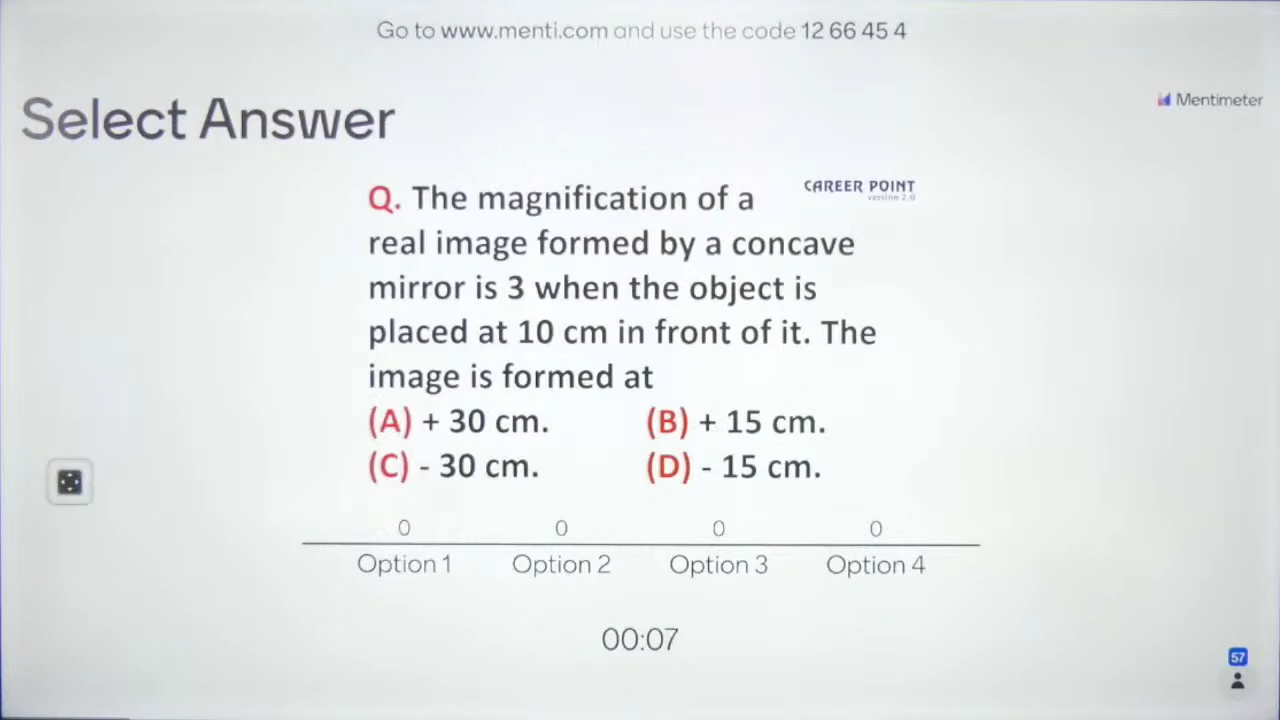 Go to www.menti.com and use the code 12 66 45 4
Mentimeter
Select Answer
CAREER POINT
version 2.0
Q. The magnification of a
real image formed by a concave
mirror is 3 when the object is
placed at 10 cm in front of it. The
image is formed at
(A) + 30 cm. (B) + 15 cm.
(C) - 30 cm. (D) - 15 cm.
0 0 0 0
Option 1 Option 2 Option 3 Option 4
00:07
57